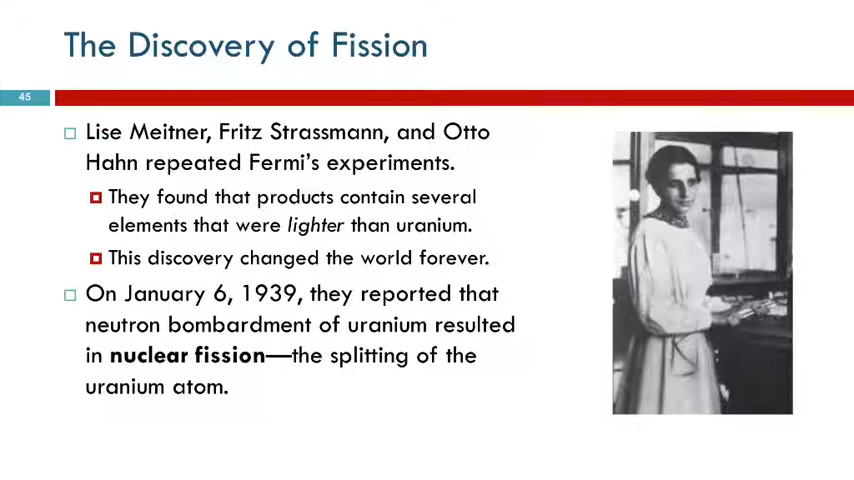 The Discovery of Fission
45
Lise Meitner, Fritz Strassmann, and Otto
Hahn repeated Fermi's experiments.
They found that products contain several
elements that were lighter than uranium.
This discovery changed the world forever.
On January 6, 1939, they reported that
neutron bombardment of uranium resulted
in nuclear fission—the splitting of the
uranium atom.